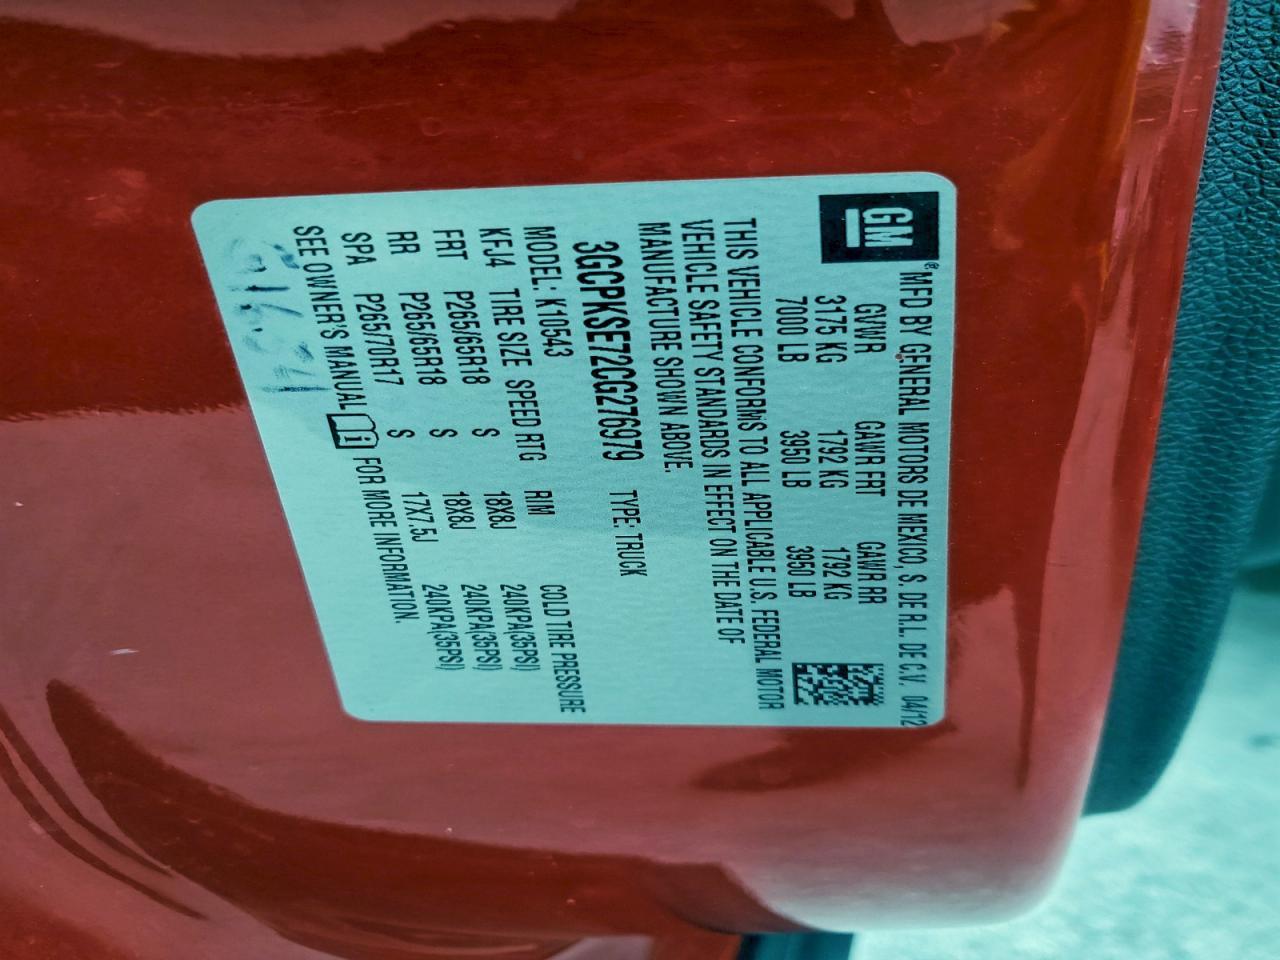 GM
® MFD BY GENERAL MOTORS DE MEXICO, S. DE R.L. DE C.V. 04/12
GVWR GAWR FRT GAWR RR
3175 KG 1792 KG 1792 KG
7000 LB 3950 LB 3950 LB
THIS VEHICLE CONFORMS TO ALL APPLICABLE U.S. FEDERAL MOTOR
VEHICLE SAFETY STANDARDS IN EFFECT ON THE DATE OF
MANUFACTURE SHOWN ABOVE.
3GCPKSE72CG276979 TYPE: TRUCK
MODEL: K10543
KFL4 TIRE SIZE SPEED RTG RIM COLD TIRE PRESSURE
FRT P265/65R18 S 18X8J 240KPA(35PSI)
RR P265/65R18 S 18X8J 240KPA(35PSI)
SPA P265/70R17 S 17X7.5J 240KPA(35PSI)
SEE OWNER'S MANUAL FOR MORE INFORMATION.